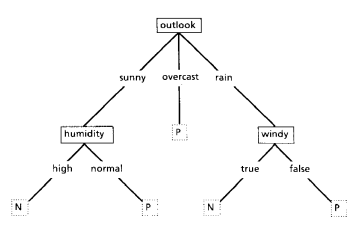 outlook
sunny overcast rain
humidity P windy
high normal true false
N P N P